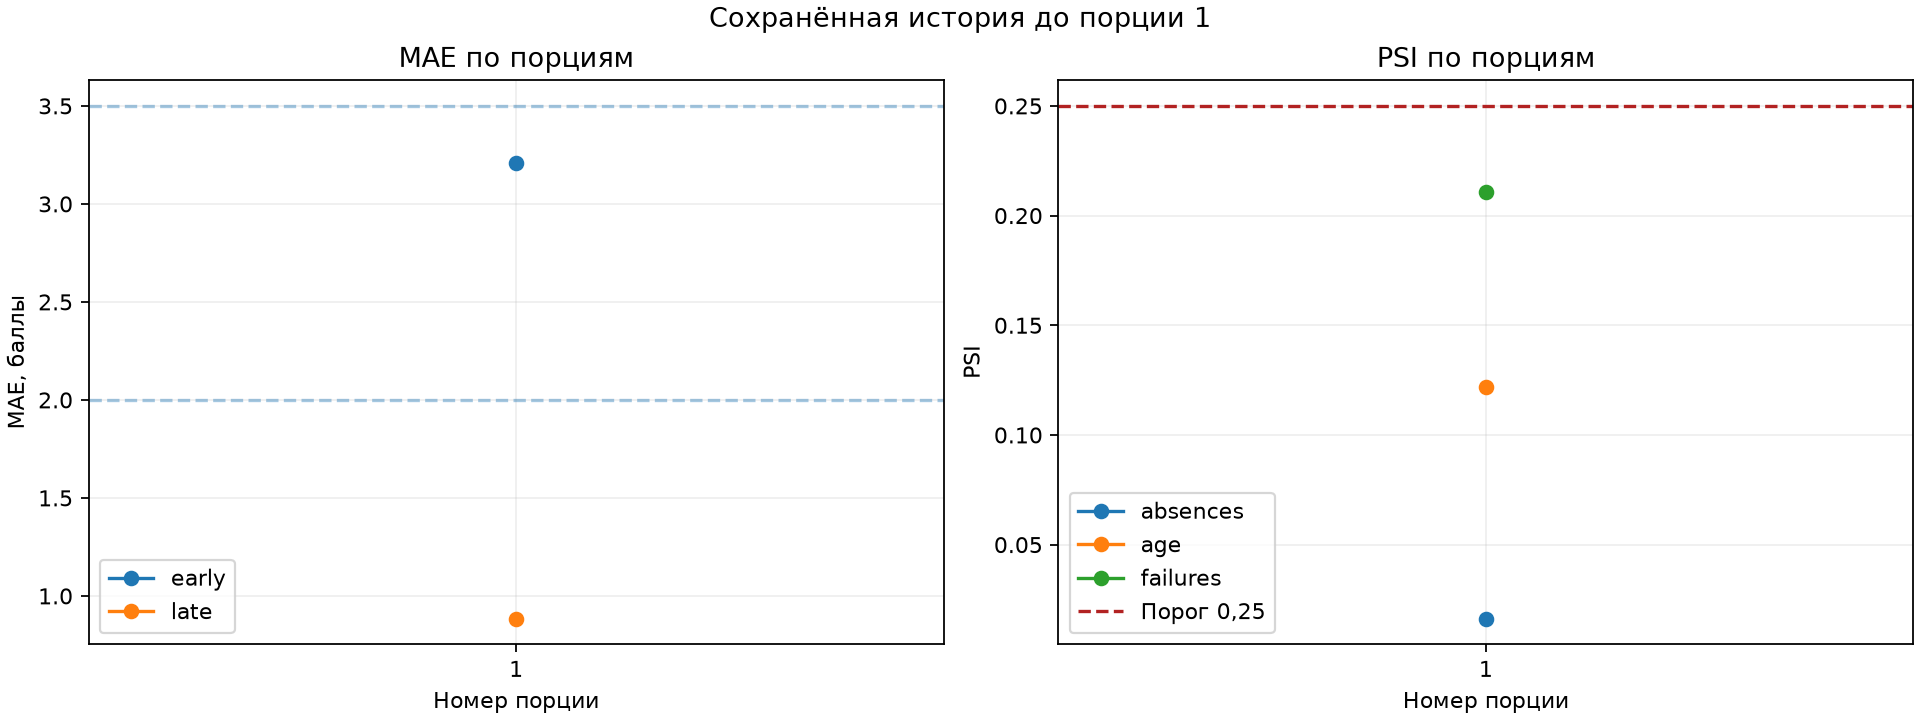 Сохранённая история до порции 1
MAE по порциям
3.5
3.0
2.5
2.0
1.5
1.0
MAE, баллы
early
late
1
Номер порции
PSI по порциям
0.25
0.20
0.15
0.10
0.05
PSI
absences
age
failures
Порог 0,25
1
Номер порции